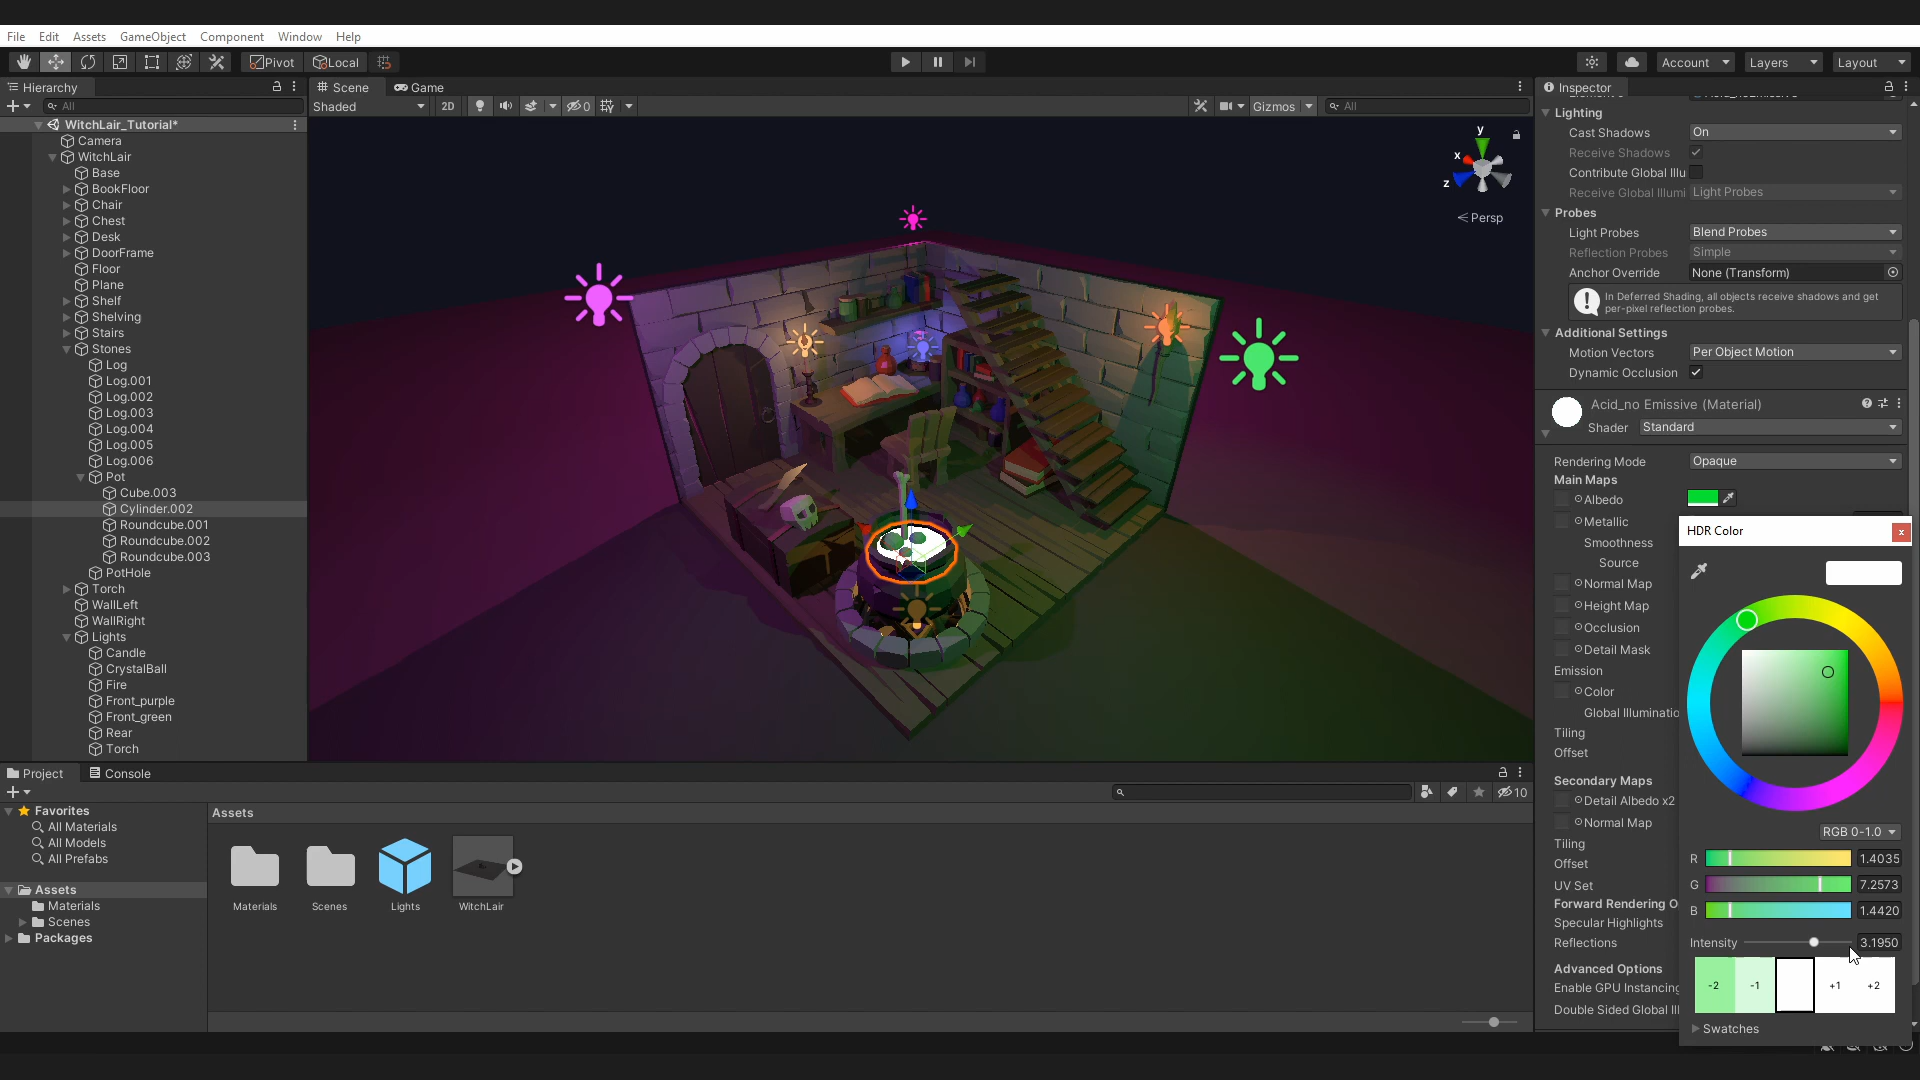 File Edit Assets GameObject Component Window Help
Pivot Local
Account Layers Layout
Hierarchy
All
WitchLair_Tutorial*
Camera
WitchLair
Base
BookFloor
Chair
Chest
Desk
DoorFrame
Floor
Plane
Shelf
Shelving
Stairs
Stones
Log
Log.001
Log.002
Log.003
Log.004
Log.005
Log.006
Pot
Cube.003
Cylinder.002
Roundcube.001
Roundcube.002
Roundcube.003
PotHole
Torch
WallLeft
WallRight
Lights
Candle
CrystalBall
Fire
Front_purple
Front_green
Rear
Torch
Scene Game
Shaded 2D 0 Gizmos All
y
x
z
Persp
Inspector
Lighting
Cast Shadows On
Receive Shadows
Contribute Global Illu
Receive Global Illumi Light Probes
Probes
Light Probes Blend Probes
Reflection Probes Simple
Anchor Override None (Transform)
In Deferred Shading, all objects receive shadows and get
per-pixel reflection probes.
Additional Settings
Motion Vectors Per Object Motion
Dynamic Occlusion
Acid_no Emissive (Material)
Shader Standard
Rendering Mode Opaque
Main Maps
Albedo
Metallic
Smoothness
Source
Normal Map
Height Map
Occlusion
Detail Mask
Emission
Color
Global Illuminatio
Tiling
Offset
Secondary Maps
Detail Albedo x2
Normal Map
Tiling
Offset
UV Set
Forward Rendering O
Specular Highlights
Reflections
Advanced Options
Enable GPU Instancing
Double Sided Global Ill
HDR Color
x
RGB 0-1.0
R 1.4035
G 7.2573
B 1.4420
Intensity 3.1950
-2 -1 +1 +2
Swatches
Project Console
10
Favorites
All Materials
All Models
All Prefabs
Assets
Materials
Scenes
Packages
Assets
Materials Scenes Lights WitchLair